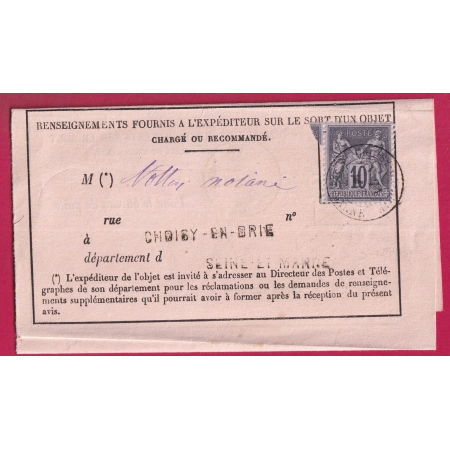 RENSEIGNEMENTS FOURNIS A L'EXPÉDITEUR SUR LE SORT D'UN OBJET
CHARGÉ OU RECOMMANDÉ.
POSTE
10
REPUBLIQUE FRANÇAISE
M (*) notaire
rue n°
à CHOISY-EN-BRIE
département d SEINE-ET-MARNE
(*) L'expéditeur de l'objet est invité à s'adresser au Directeur des Postes et Télé-
graphes de son département pour les réclamations ou les demandes de renseigne-
ments supplémentaires qu'il pourrait avoir à former après la réception du présent
avis.